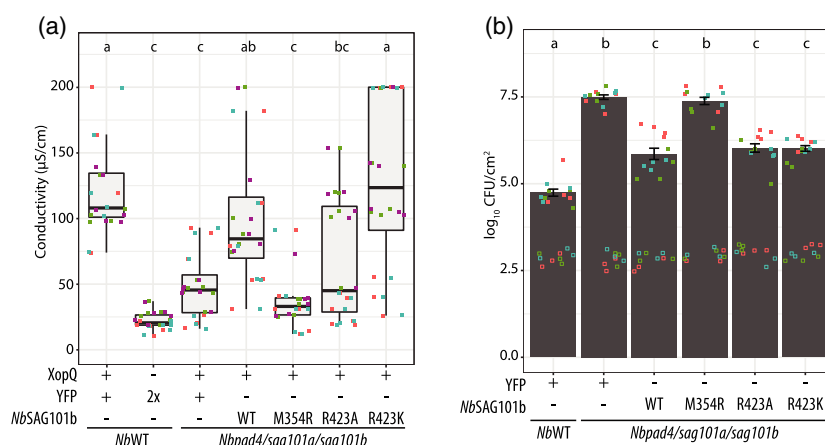 (a)
a c c ab c bc a
200
150
100
50
0
Conductivity (µS/cm)
XopQ + - + + + + +
YFP + 2x + - - - -
NbSAG101b - - - WT M354R R423A R423K
NbWT Nbpad4/sag101a/sag101b
(b)
a b c b c c
7.5
5.0
2.5
0.0
log10 CFU/cm²
YFP + + - - - -
NbSAG101b - - WT M354R R423A R423K
NbWT Nbpad4/sag101a/sag101b